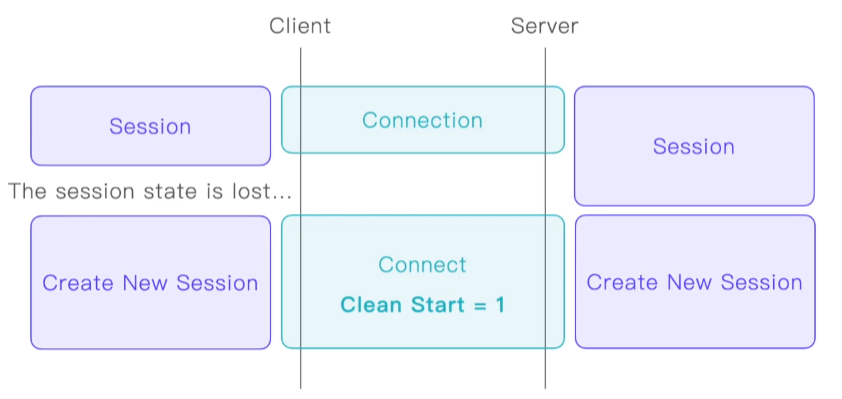 Client
Server
Session
Connection
Session
The session state is lost...
Create New Session
Connect
Clean Start = 1
Create New Session